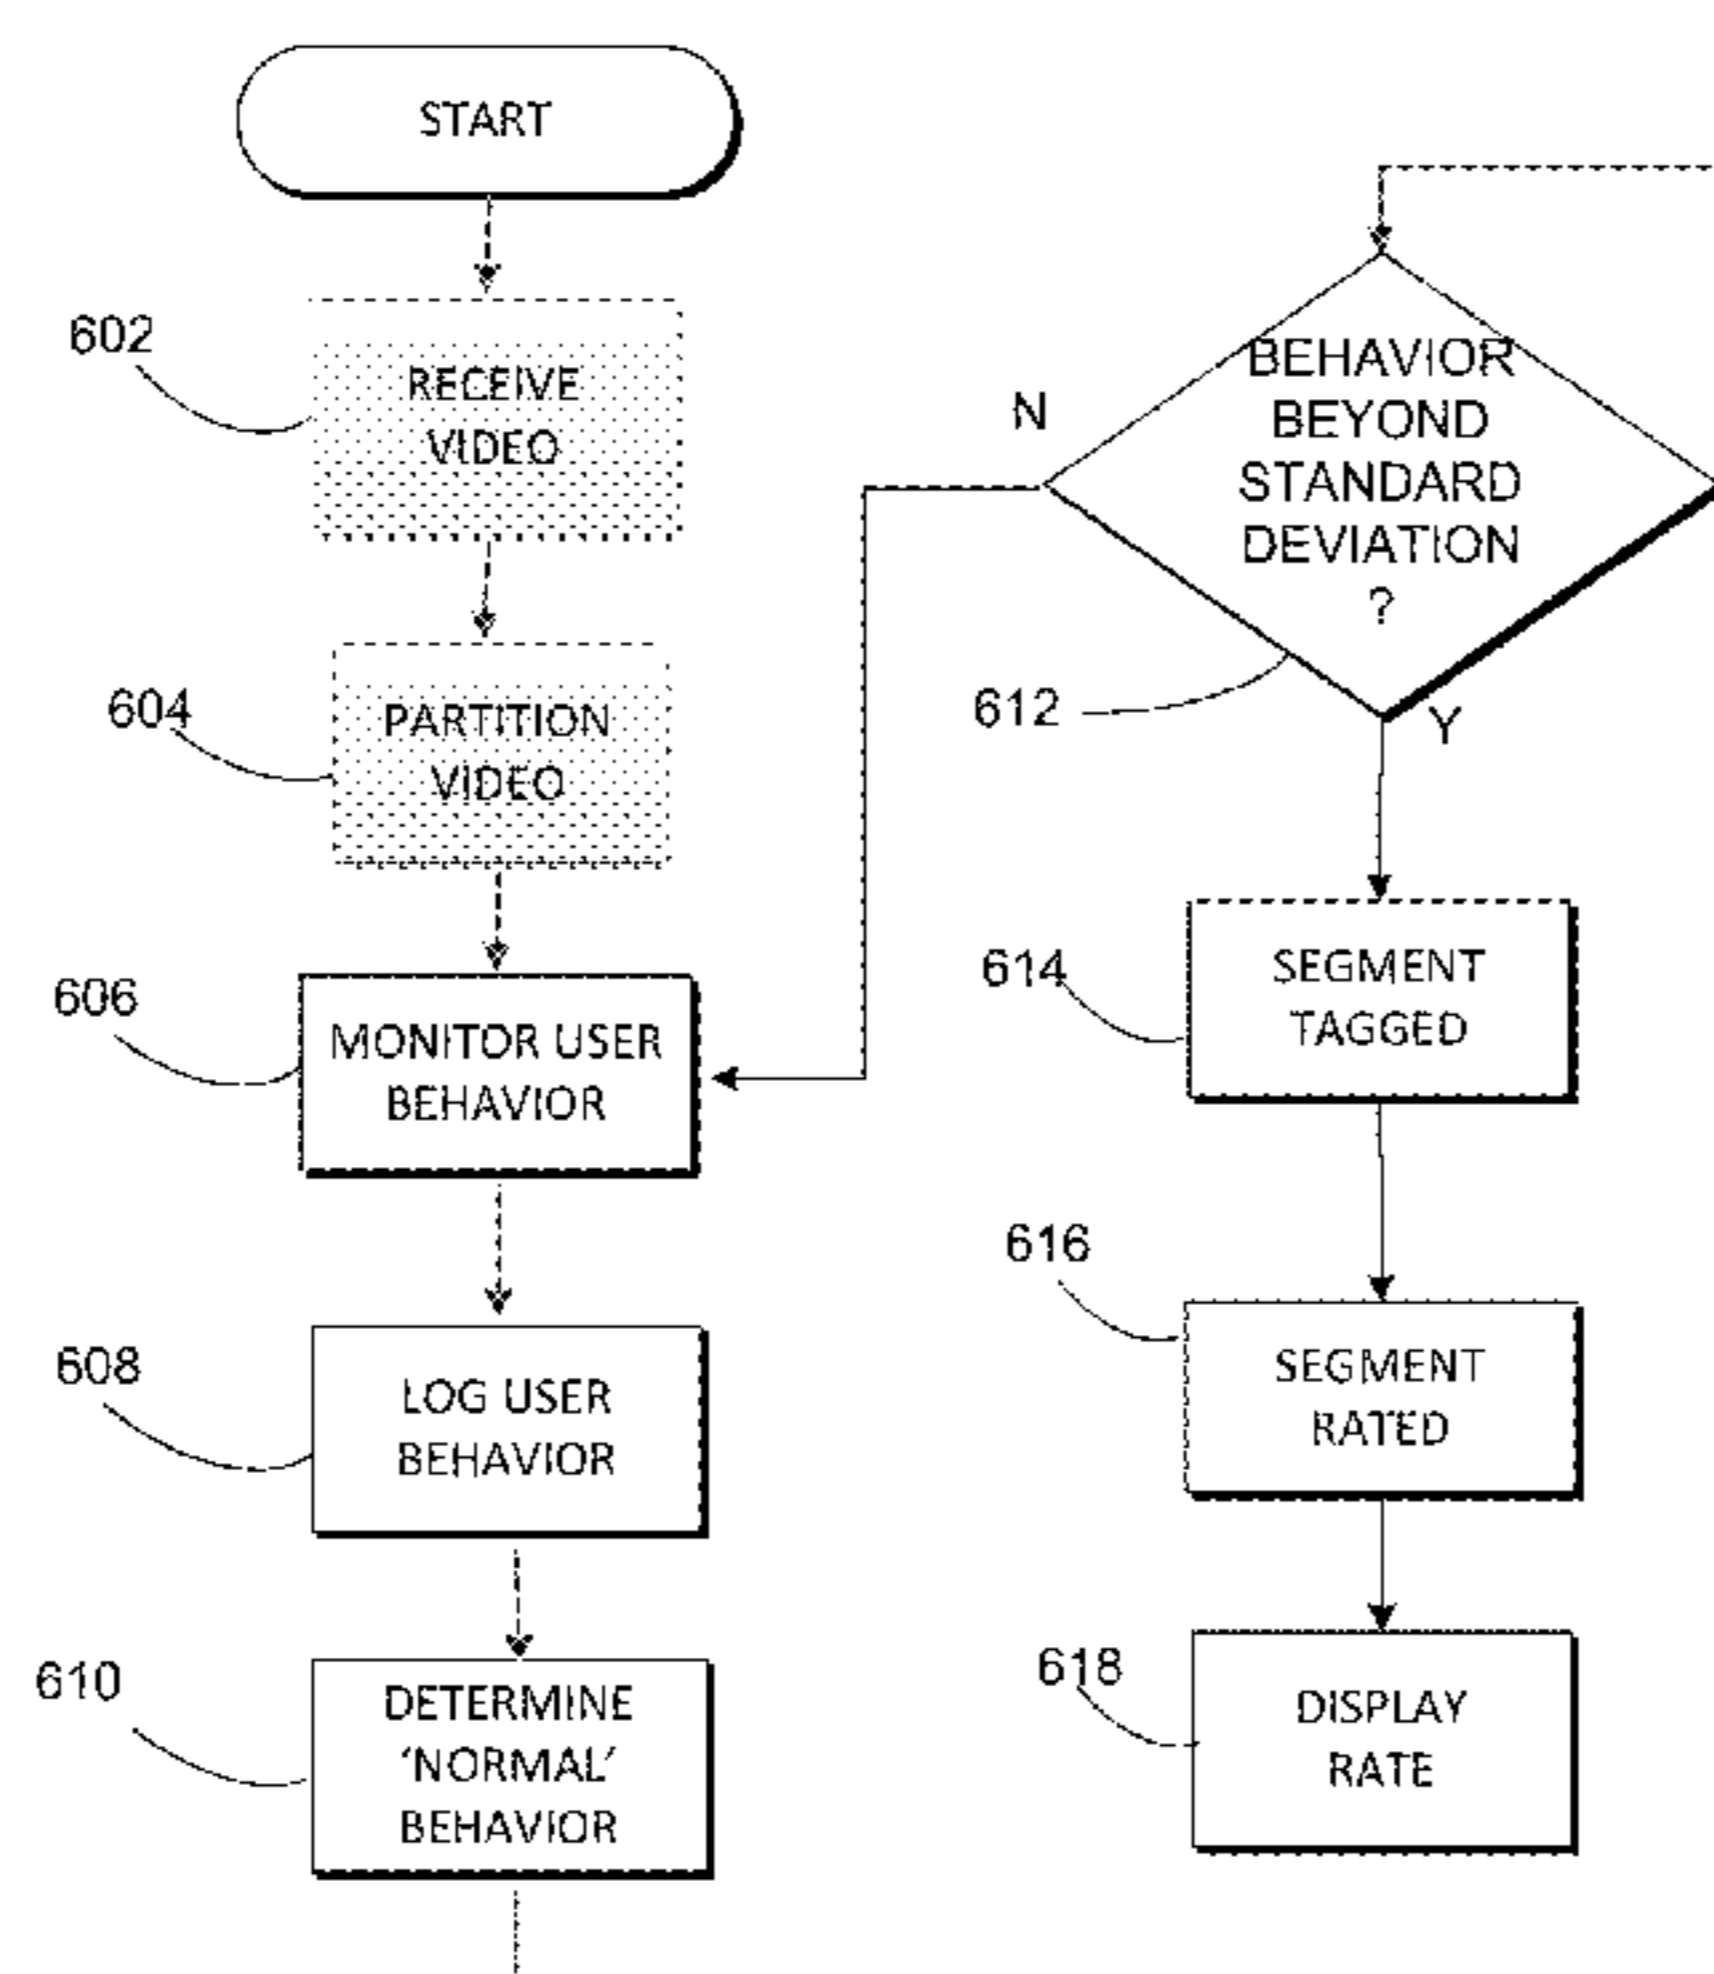 START
602
RECEIVE
VIDEO
604
PARTITION
VIDEO
606
MONITOR USER
BEHAVIOR
608
LOG USER
BEHAVIOR
610
DETERMINE
‘NORMAL’
BEHAVIOR
BEHAVIOR
BEYOND
STANDARD
DEVIATION
?
N
612
Y
614
SEGMENT
TAGGED
616
SEGMENT
RATED
618
DISPLAY
RATE